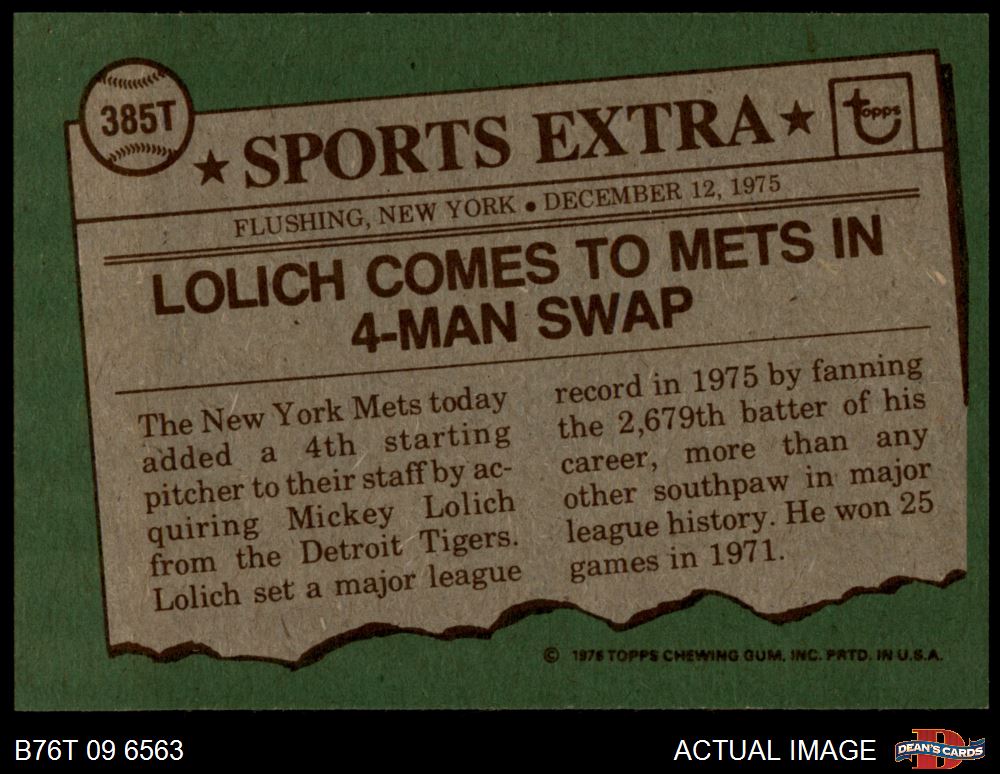 385T
★ SPORTS EXTRA ★
Topps
FLUSHING, NEW YORK • DECEMBER 12, 1975
LOLICH COMES TO METS IN
4-MAN SWAP
The New York Mets today
added a 4th starting
pitcher to their staff by ac-
quiring Mickey Lolich
from the Detroit Tigers.
Lolich set a major league
record in 1975 by fanning
the 2,679th batter of his
career, more than any
other southpaw in major
league history. He won 25
games in 1971.
© 1976 TOPPS CHEWING GUM, INC. PRTD. IN U.S.A.
B76T 09 6563
ACTUAL IMAGE
D
DEAN'S CARDS